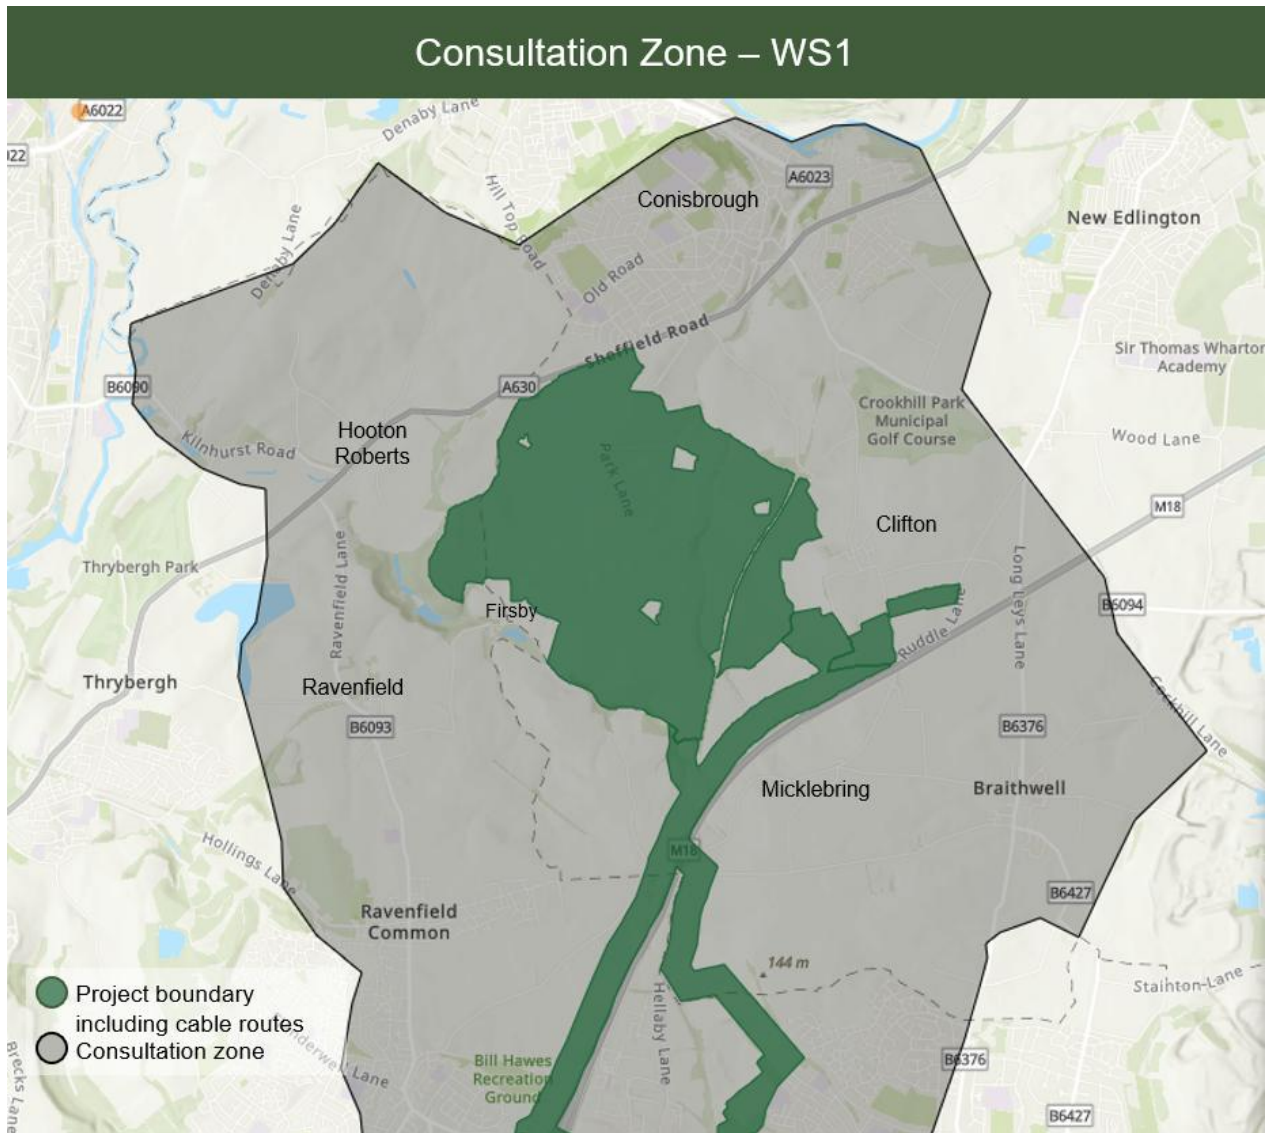 Consultation Zone – WS1
A6022
Denaby Lane
022
Hill Top Road
A6023
Conisbrough
New Edlington
Denaby Lane
Old Road
Sheffield Road
Sir Thomas Wharton
Academy
B6090
A630
Crookhill Park
Municipal
Golf Course
Hooton
Roberts
Kilnhurst Road
Wood Lane
Park Lane
M18
Clifton
Thrybergh Park
Ravenfield Lane
Long Leys Lane
Firsby
B6094
Ruddle Lane
Thrybergh
Ravenfield
Cockhill Lane
B6093
B6376
Micklebring
Braithwell
M18
Hollings Lane
B6427
Ravenfield
Common
144 m
Stainton Lane
Project boundary
including cable routes
Consultation zone
Hellaby Lane
Brecks Lane
Bill Hawes
Recreation
Ground
B6376
B6427